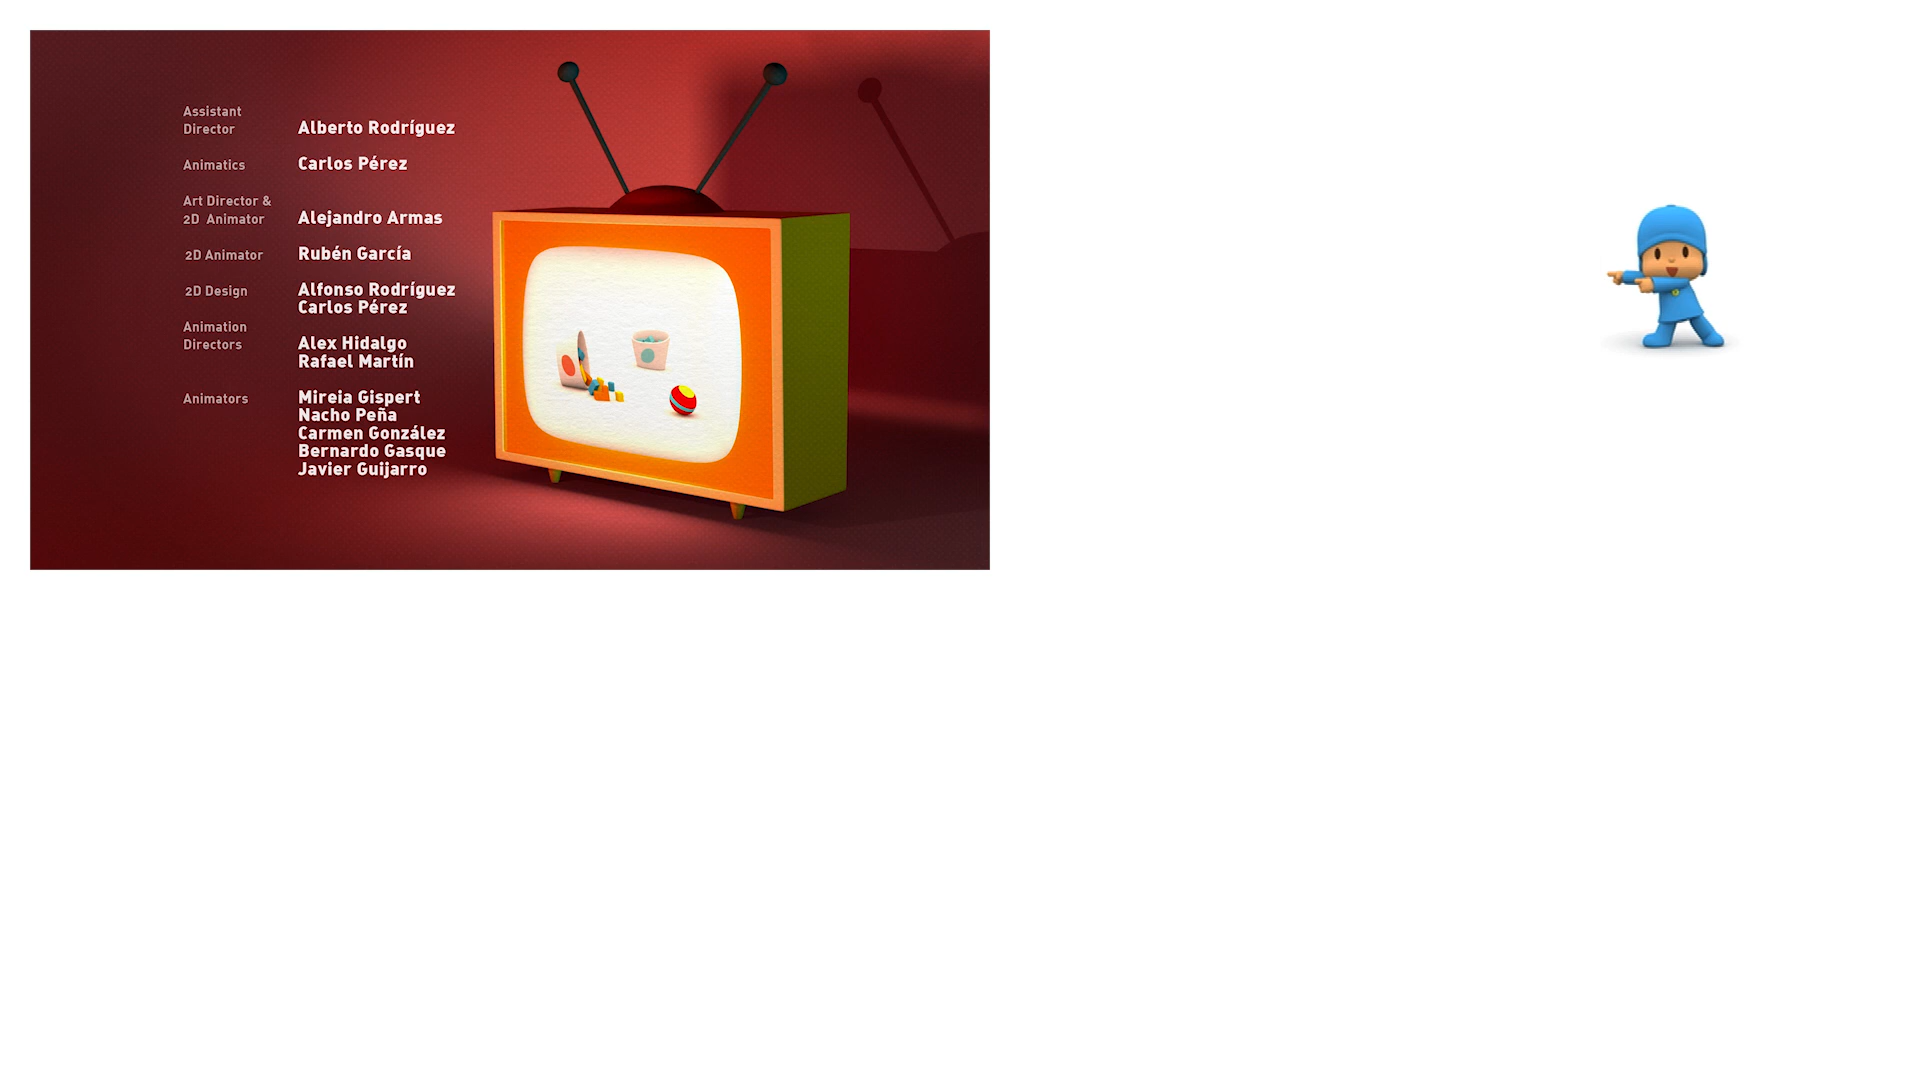 Assistant
Director Alberto Rodríguez
Animatics Carlos Pérez
Art Director &
2D Animator Alejandro Armas
2D Animator Rubén García
2D Design Alfonso Rodríguez
Carlos Pérez
Animation
Directors Alex Hidalgo
Rafael Martín
Animators Mireia Gispert
Nacho Peña
Carmen González
Bernardo Gasque
Javier Guijarro